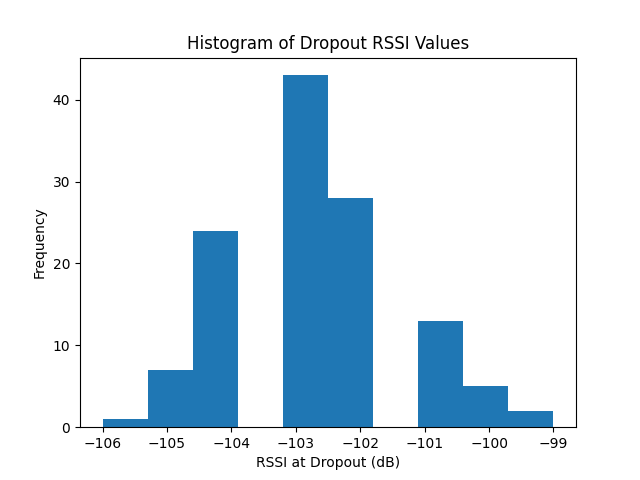 Histogram of Dropout RSSI Values
40
30
20
10
0
Frequency
−106 −105 −104 −103 −102 −101 −100 −99
RSSI at Dropout (dB)